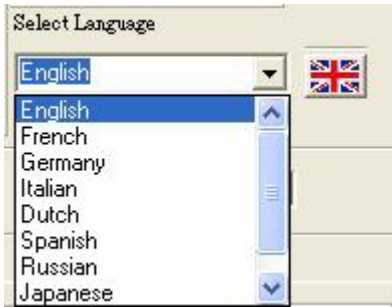 Select Language
English
English
French
Germany
Italian
Dutch
Spanish
Russian
Japanese